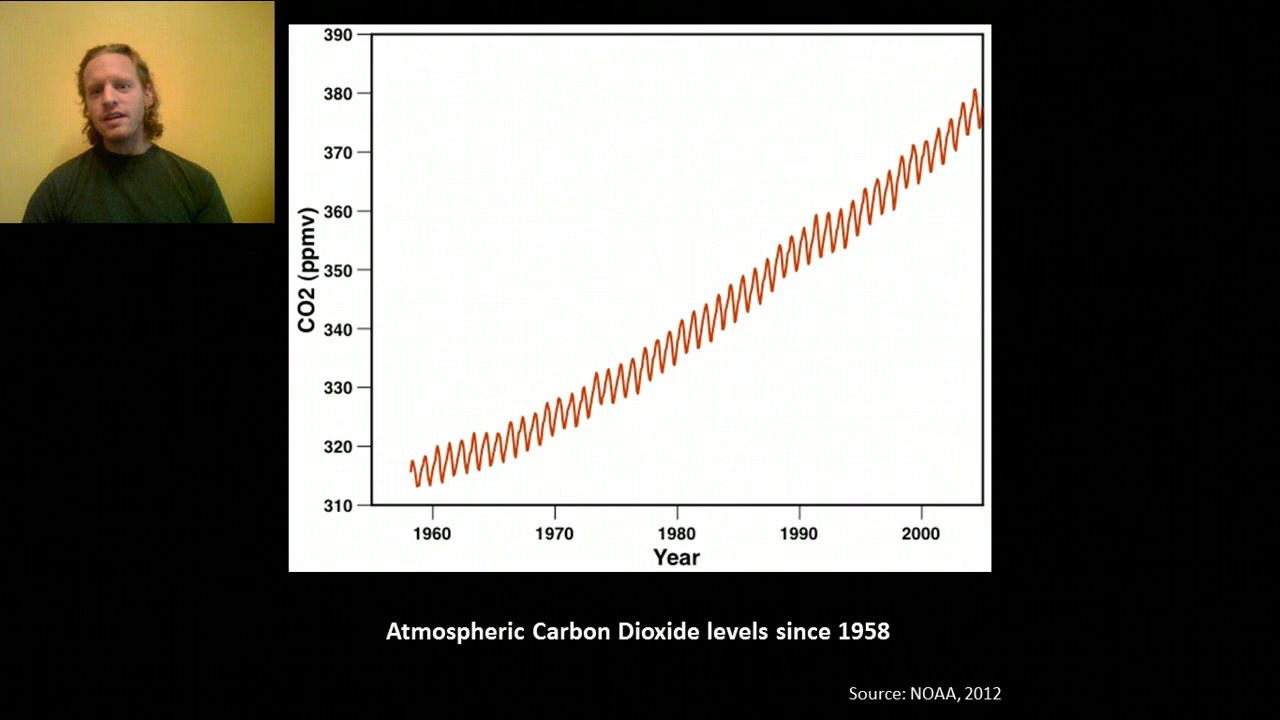 390
380
370
360
350
340
330
320
310
CO2 (ppmv)
1960 1970 1980 1990 2000
Year
Atmospheric Carbon Dioxide levels since 1958
Source: NOAA, 2012